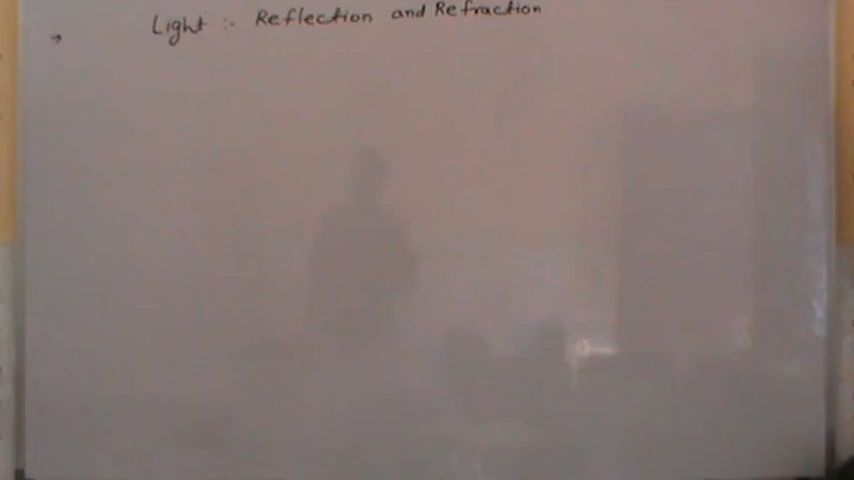 → Light :- Reflection and Refraction